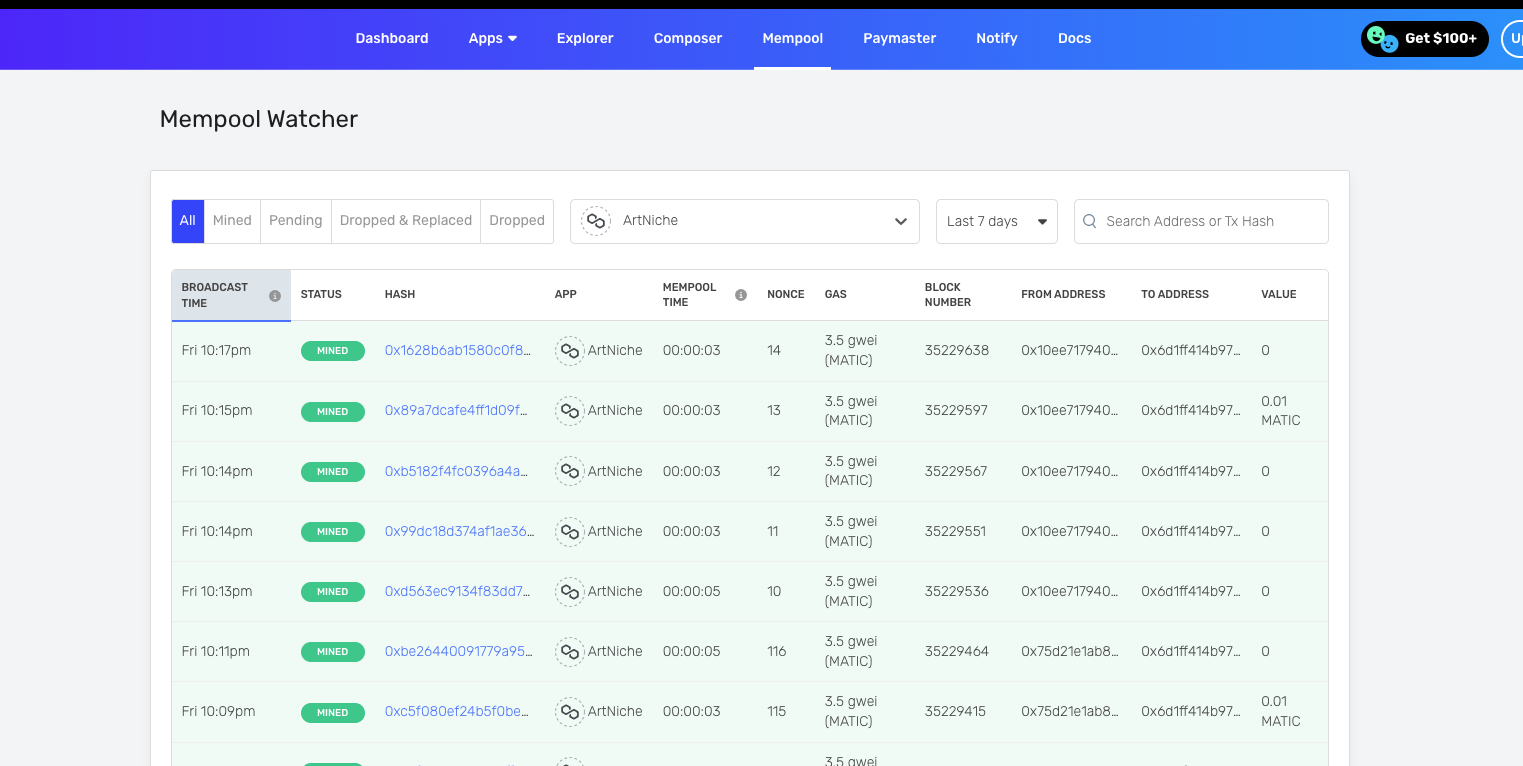 Dashboard Apps Explorer Composer Mempool Paymaster Notify Docs Get $100+
Mempool Watcher
All Mined Pending Dropped & Replaced Dropped ArtNiche Last 7 days Search Address or Tx Hash
BROADCAST TIME STATUS HASH APP MEMPOOL TIME NONCE GAS BLOCK NUMBER FROM ADDRESS TO ADDRESS VALUE
Fri 10:17pm MINED 0x1628b6ab1580c0f8... ArtNiche 00:00:03 14 3.5 gwei (MATIC) 35229638 0x10ee717940... 0x6d1ff414b97... 0
Fri 10:15pm MINED 0x89a7dcafe4ff1d09f... ArtNiche 00:00:03 13 3.5 gwei (MATIC) 35229597 0x10ee717940... 0x6d1ff414b97... 0.01 MATIC
Fri 10:14pm MINED 0xb5182f4fc0396a4a... ArtNiche 00:00:03 12 3.5 gwei (MATIC) 35229567 0x10ee717940... 0x6d1ff414b97... 0
Fri 10:14pm MINED 0x99dc18d374af1ae36... ArtNiche 00:00:03 11 3.5 gwei (MATIC) 35229551 0x10ee717940... 0x6d1ff414b97... 0
Fri 10:13pm MINED 0xd563ec9134f83dd7... ArtNiche 00:00:05 10 3.5 gwei (MATIC) 35229536 0x10ee717940... 0x6d1ff414b97... 0
Fri 10:11pm MINED 0xbe26440091779a95... ArtNiche 00:00:05 116 3.5 gwei (MATIC) 35229464 0x75d21e1ab8... 0x6d1ff414b97... 0
Fri 10:09pm MINED 0xc5f080ef24b5f0be... ArtNiche 00:00:03 115 3.5 gwei (MATIC) 35229415 0x75d21e1ab8... 0x6d1ff414b97... 0.01 MATIC
3.5 gwei